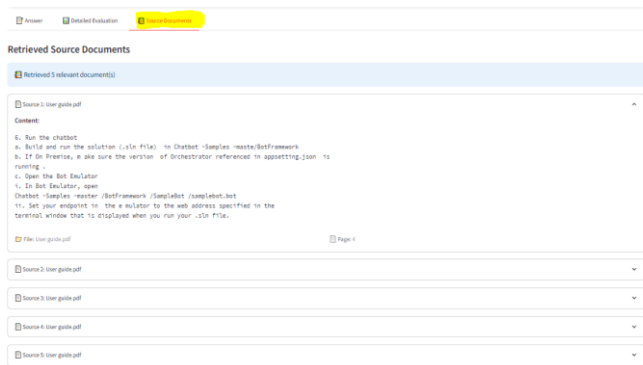 Answer
Detailed Evaluation
Source Documents
Retrieved Source Documents
Retrieved 5 relevant document(s)
Source 1: User guide.pdf
Content:
6. Run the chatbot
a. Build and run the solution (.sln file) in Chatbot -Samples -maste/BotFramework
b. If On Premise, m ake sure the version of Orchestrator referenced in appsetting.json is
running .
c. Open the Bot Emulator
i. In Bot Emulator, open
Chatbot -Samples -master /BotFramework /SampleBot /samplebot.bot
ii. Set your endpoint in the e mulator to the web address specified in the
terminal window that is displayed when you run your .sln file.
File: User guide.pdf
Page: 6
Source 2: User guide.pdf
Source 3: User guide.pdf
Source 4: User guide.pdf
Source 5: User guide.pdf